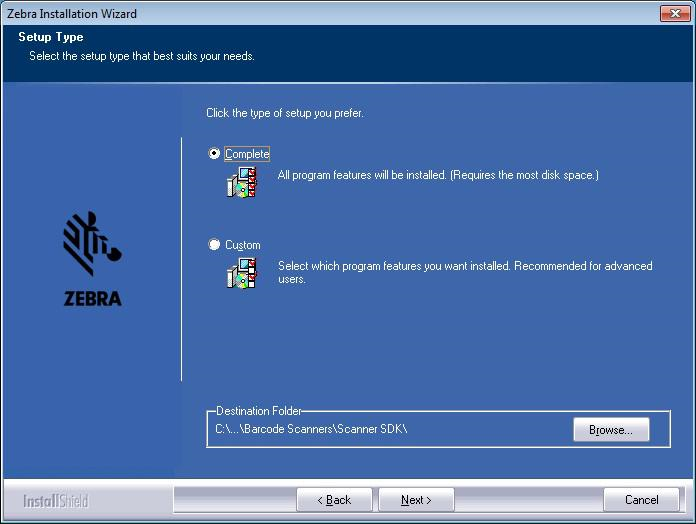 Zebra Installation Wizard
Setup Type
Select the setup type that best suits your needs.
Click the type of setup you prefer.
Complete
All program features will be installed. (Requires the most disk space.)
Custom
Select which program features you want installed. Recommended for advanced
users.
ZEBRA
Destination Folder
C:\...\Barcode Scanners\Scanner SDK\
Browse...
InstallShield
< Back
Next >
Cancel